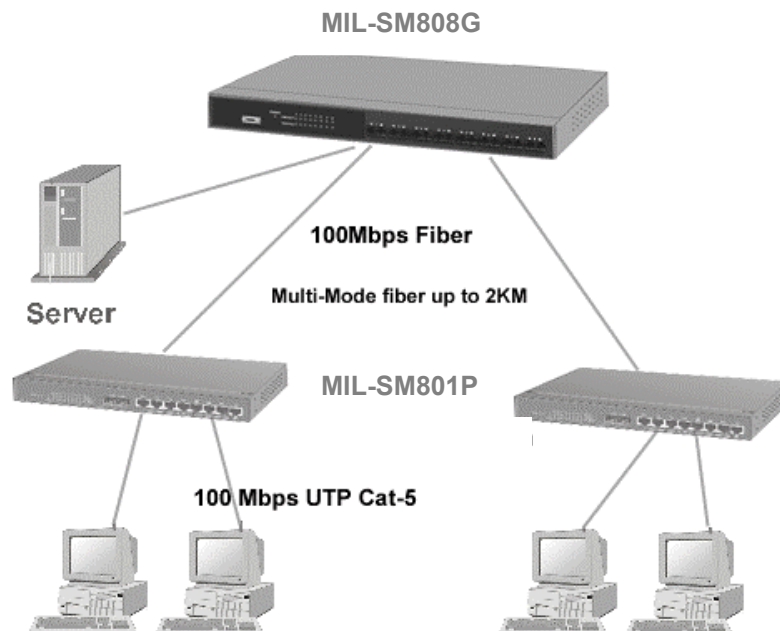 MIL-SM808G
100Mbps Fiber
Multi-Mode fiber up to 2KM
Server
MIL-SM801P
100 Mbps UTP Cat-5